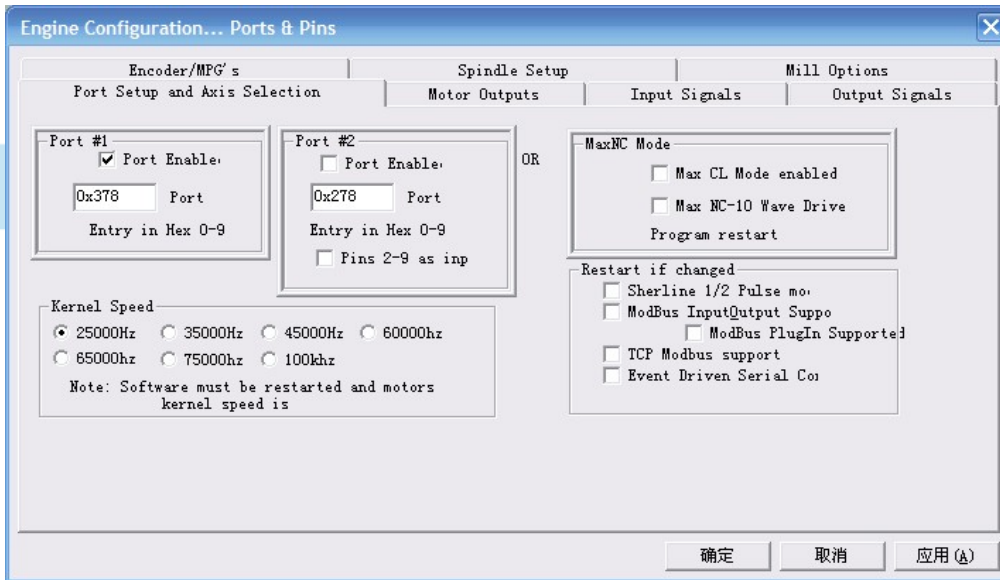 Engine Configuration... Ports & Pins
Encoder/MPG's
Spindle Setup
Mill Options
Port Setup and Axis Selection
Motor Outputs
Input Signals
Output Signals
Port #1
Port Enable
0x378 Port
Entry in Hex 0-9
Port #2
Port Enable
0x278 Port
Entry in Hex 0-9
Pins 2-9 as inp
OR
MaxNC Mode
Max CL Mode enabled
Max NC-10 Wave Drive
Program restart
Restart if changed
Sherline 1/2 Pulse mo
ModBus InputOutput Suppo
ModBus PlugIn Supported
TCP Modbus support
Event Driven Serial Co
Kernel Speed
25000Hz 35000Hz 45000Hz 60000hz
65000hz 75000hz 100khz
Note: Software must be restarted and motors
kernel speed is
确定
取消
应用(A)